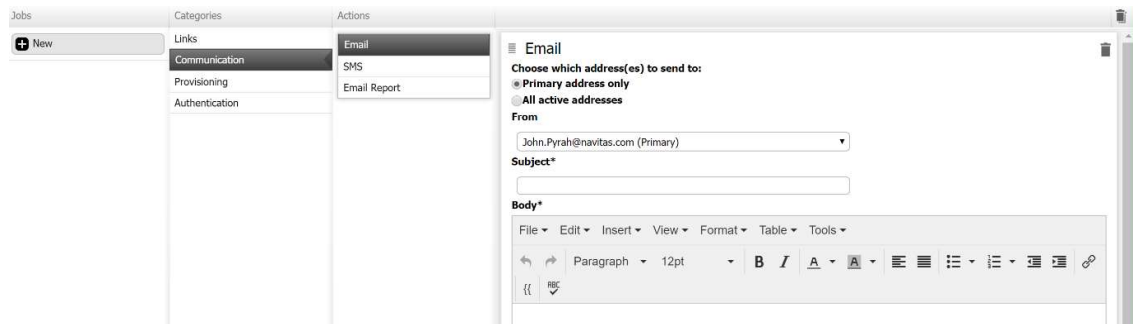 Jobs
Categories
Actions
New
Links
Communication
Provisioning
Authentication
Email
SMS
Email Report
Email
Choose which address(es) to send to:
Primary address only
All active addresses
From
John.Pyrah@navitas.com (Primary)
Subject*
Body*
File Edit Insert View Format Table Tools
Paragraph 12pt B I A A
{{ ABC